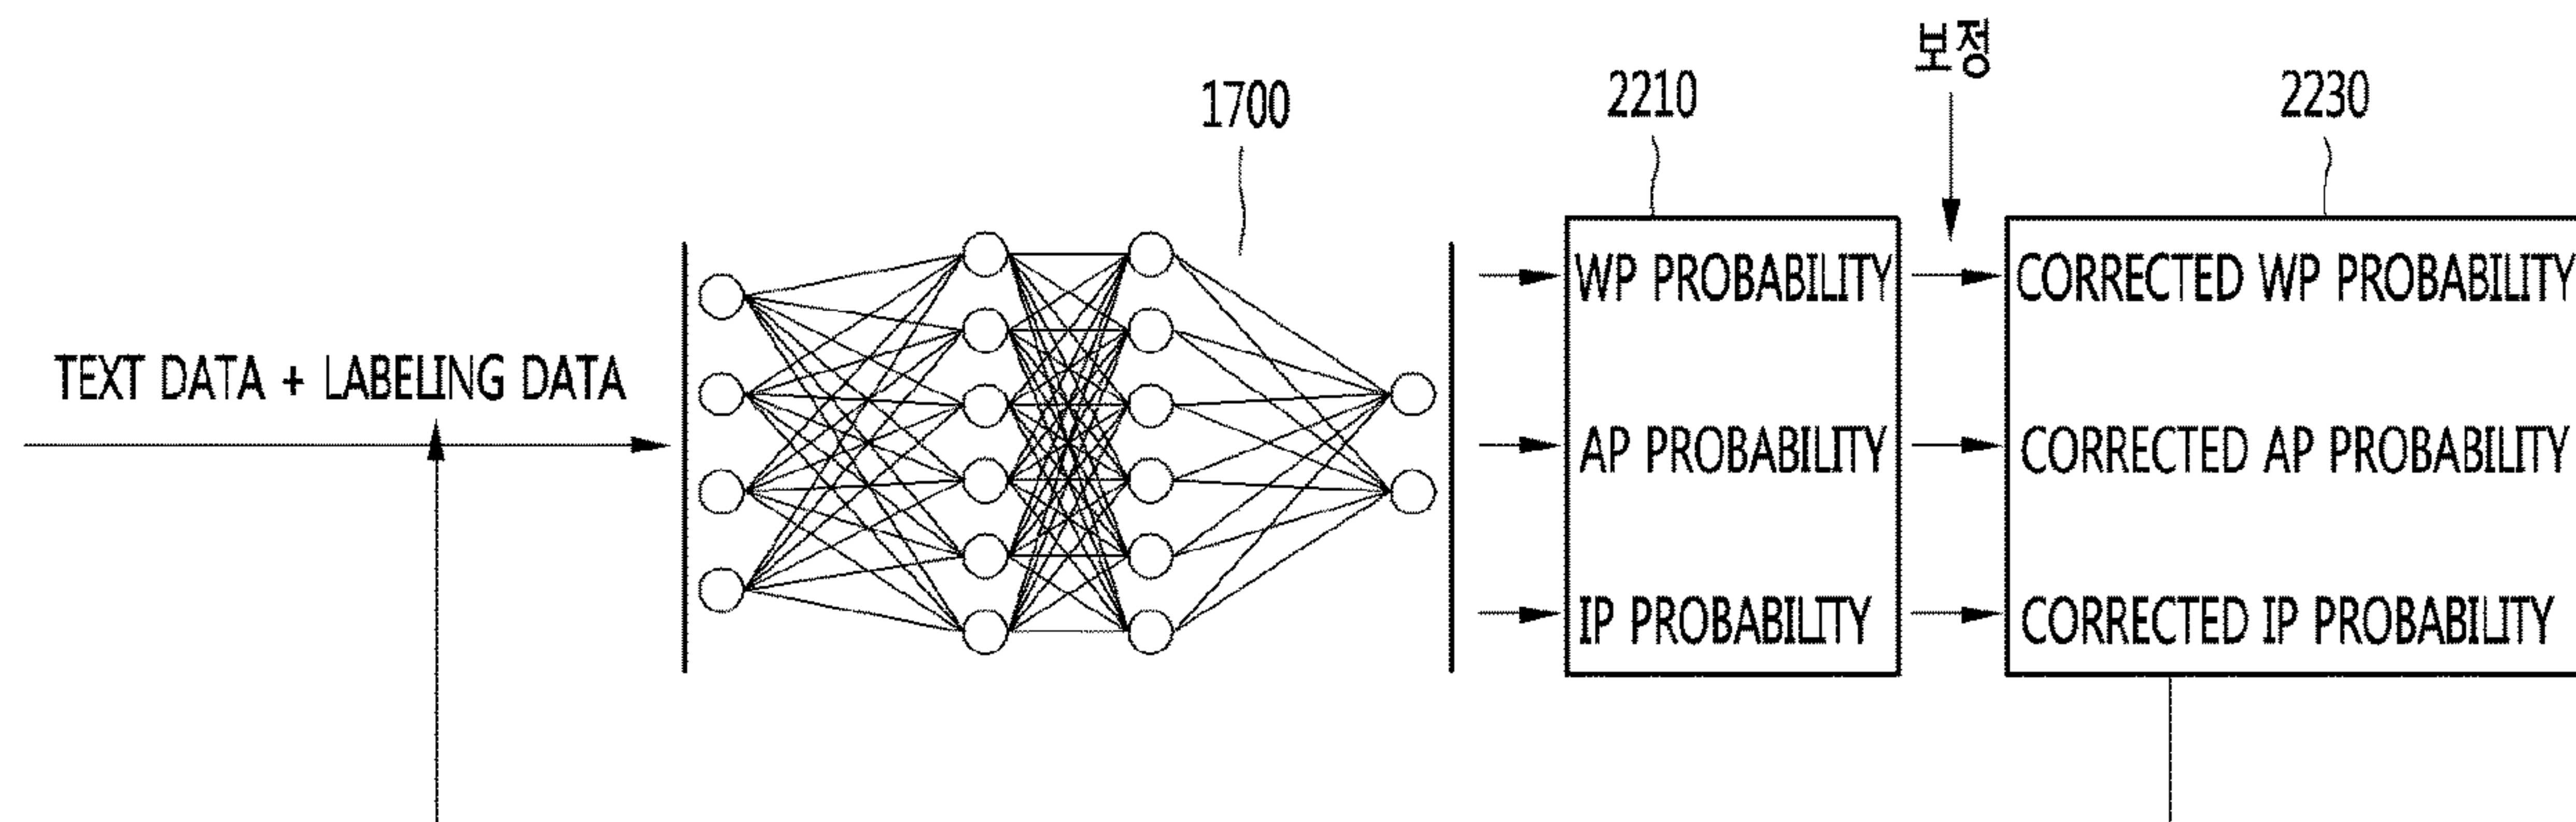 보정
1700
2210
2230
TEXT DATA + LABELING DATA
WP PROBABILITY
AP PROBABILITY
IP PROBABILITY
CORRECTED WP PROBABILITY
CORRECTED AP PROBABILITY
CORRECTED IP PROBABILITY